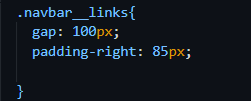 .navbar__links{
gap: 100px;
padding-right: 85px;
}